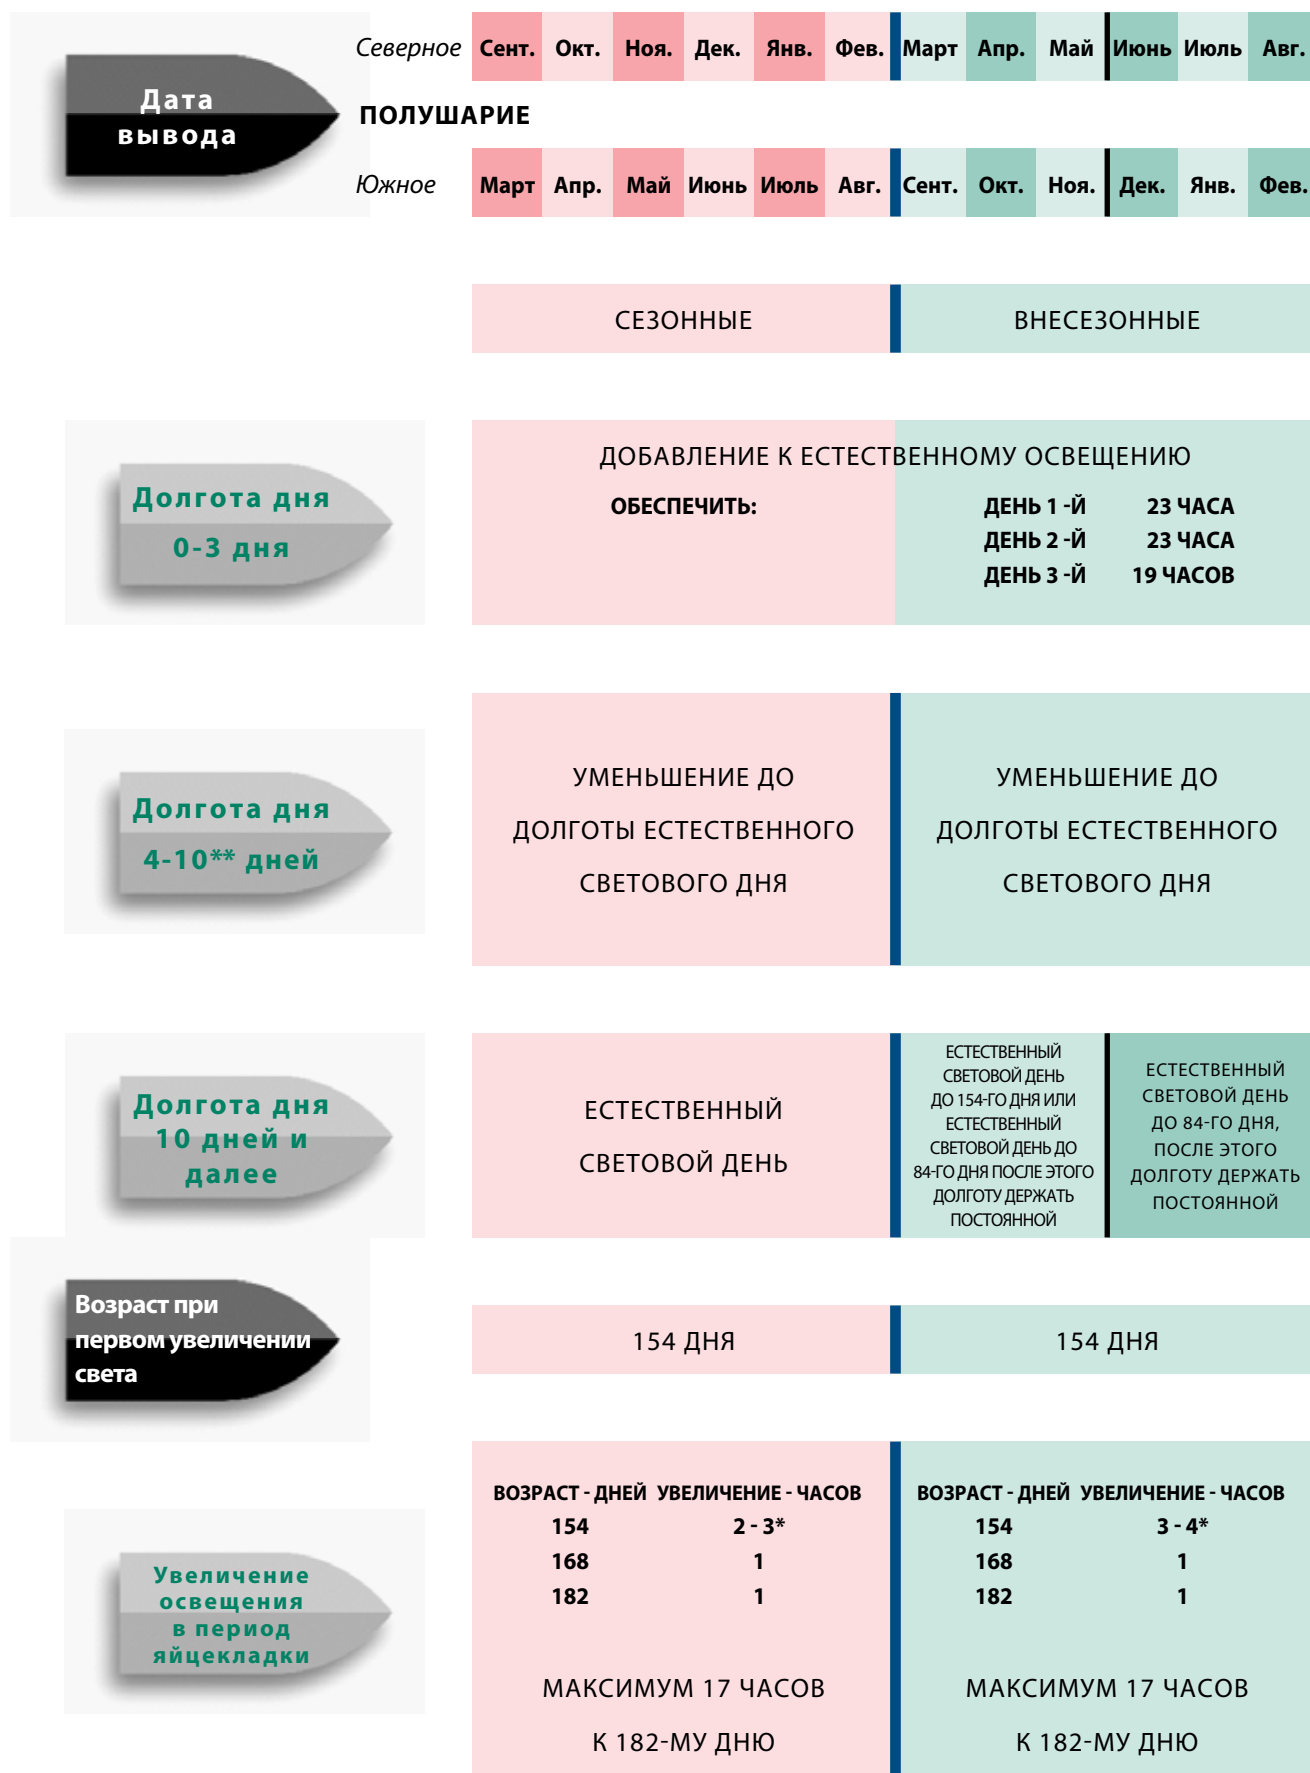 Северное Сент. Окт. Ноя. Дек. Янв. Фев. Март Апр. Май Июнь Июль Авг.
Дата
вывода
ПОЛУШАРИЕ
Южное Март Апр. Май Июнь Июль Авг. Сент. Окт. Ноя. Дек. Янв. Фев.
СЕЗОННЫЕ ВНЕСЕЗОННЫЕ
Долгота дня
0-3 дня
ДОБАВЛЕНИЕ К ЕСТЕСТВЕННОМУ ОСВЕЩЕНИЮ
ОБЕСПЕЧИТЬ: ДЕНЬ 1 -Й 23 ЧАСА
ДЕНЬ 2 -Й 23 ЧАСА
ДЕНЬ 3 -Й 19 ЧАСОВ
Долгота дня
4-10** дней
УМЕНЬШЕНИЕ ДО
ДОЛГОТЫ ЕСТЕСТВЕННОГО
СВЕТОВОГО ДНЯ
УМЕНЬШЕНИЕ ДО
ДОЛГОТЫ ЕСТЕСТВЕННОГО
СВЕТОВОГО ДНЯ
Долгота дня
10 дней и
далее
ЕСТЕСТВЕННЫЙ
СВЕТОВОЙ ДЕНЬ
ЕСТЕСТВЕННЫЙ
СВЕТОВОЙ ДЕНЬ
ДО 154-ГО ДНЯ ИЛИ
ЕСТЕСТВЕННЫЙ
СВЕТОВОЙ ДЕНЬ ДО
84-ГО ДНЯ ПОСЛЕ ЭТОГО
ДОЛГОТУ ДЕРЖАТЬ
ПОСТОЯННОЙ
ЕСТЕСТВЕННЫЙ
СВЕТОВОЙ ДЕНЬ
ДО 84-ГО ДНЯ,
ПОСЛЕ ЭТОГО
ДОЛГОТУ ДЕРЖАТЬ
ПОСТОЯННОЙ
Возраст при
первом увеличении
света
154 ДНЯ 154 ДНЯ
Увеличение
освещения
в период
яйцекладки
ВОЗРАСТ - ДНЕЙ УВЕЛИЧЕНИЕ - ЧАСОВ
154 2 - 3*
168 1
182 1
МАКСИМУМ 17 ЧАСОВ
К 182-МУ ДНЮ
ВОЗРАСТ - ДНЕЙ УВЕЛИЧЕНИЕ - ЧАСОВ
154 3 - 4*
168 1
182 1
МАКСИМУМ 17 ЧАСОВ
К 182-МУ ДНЮ